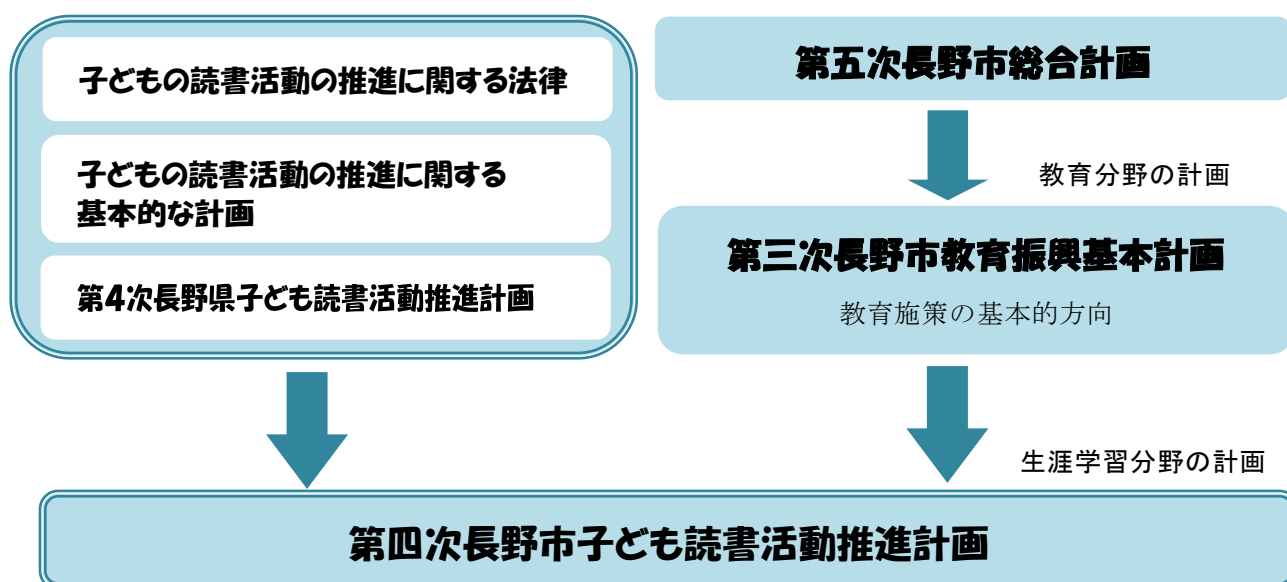 子どもの読書活動の推進に関する法律
子どもの読書活動の推進に関する
基本的な計画
第4次長野県子ども読書活動推進計画
第五次長野市総合計画
教育分野の計画
第三次長野市教育振興基本計画
教育施策の基本的方向
生涯学習分野の計画
第四次長野市子ども読書活動推進計画